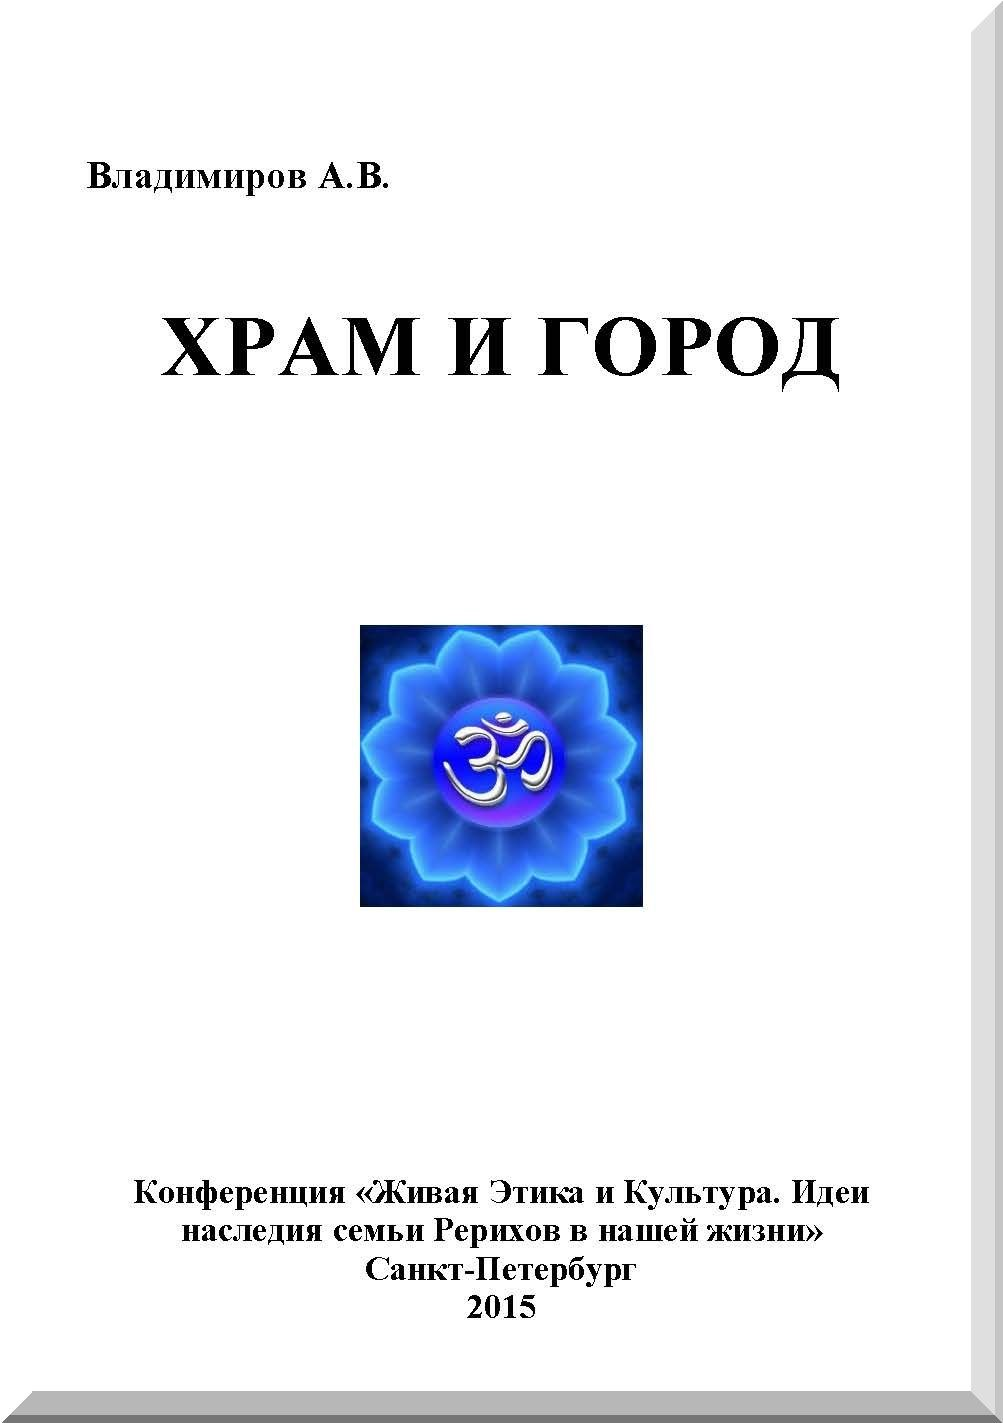 Владимиров А.В.
ХРАМ И ГОРОД
ॐ
Конференция «Живая Этика и Культура. Идеи
наследия семьи Рерихов в нашей жизни»
Санкт-Петербург
2015